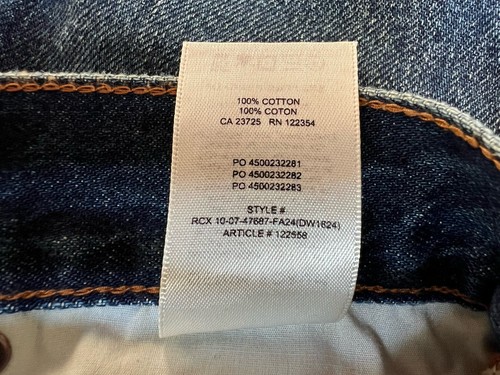 100% COTTON
100% COTON
CA 23725 RN 122354
PO 4500232281
PO 4500232282
PO 4500232283
STYLE #
RCX 10-07-47687-FA24(DW1624)
ARTICLE # 122558